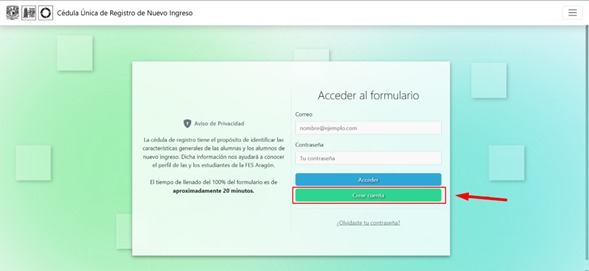 Cédula Única de Registro de Nuevo Ingreso
Aviso de Privacidad
La cédula de registro tiene el propósito de identificar las
características generales de las alumnas y los alumnos de
nuevo ingreso. Dicha información nos ayudará a conocer
el perfil de las y los estudiantes de la FES Aragón.
El tiempo de llenado del 100% del formulario es de
aproximadamente 20 minutos.
Acceder al formulario
Correo
nombre@ejemplo.com
Contraseña
Tu contraseña
Acceder
Crear cuenta
¿Olvidaste tu contraseña?